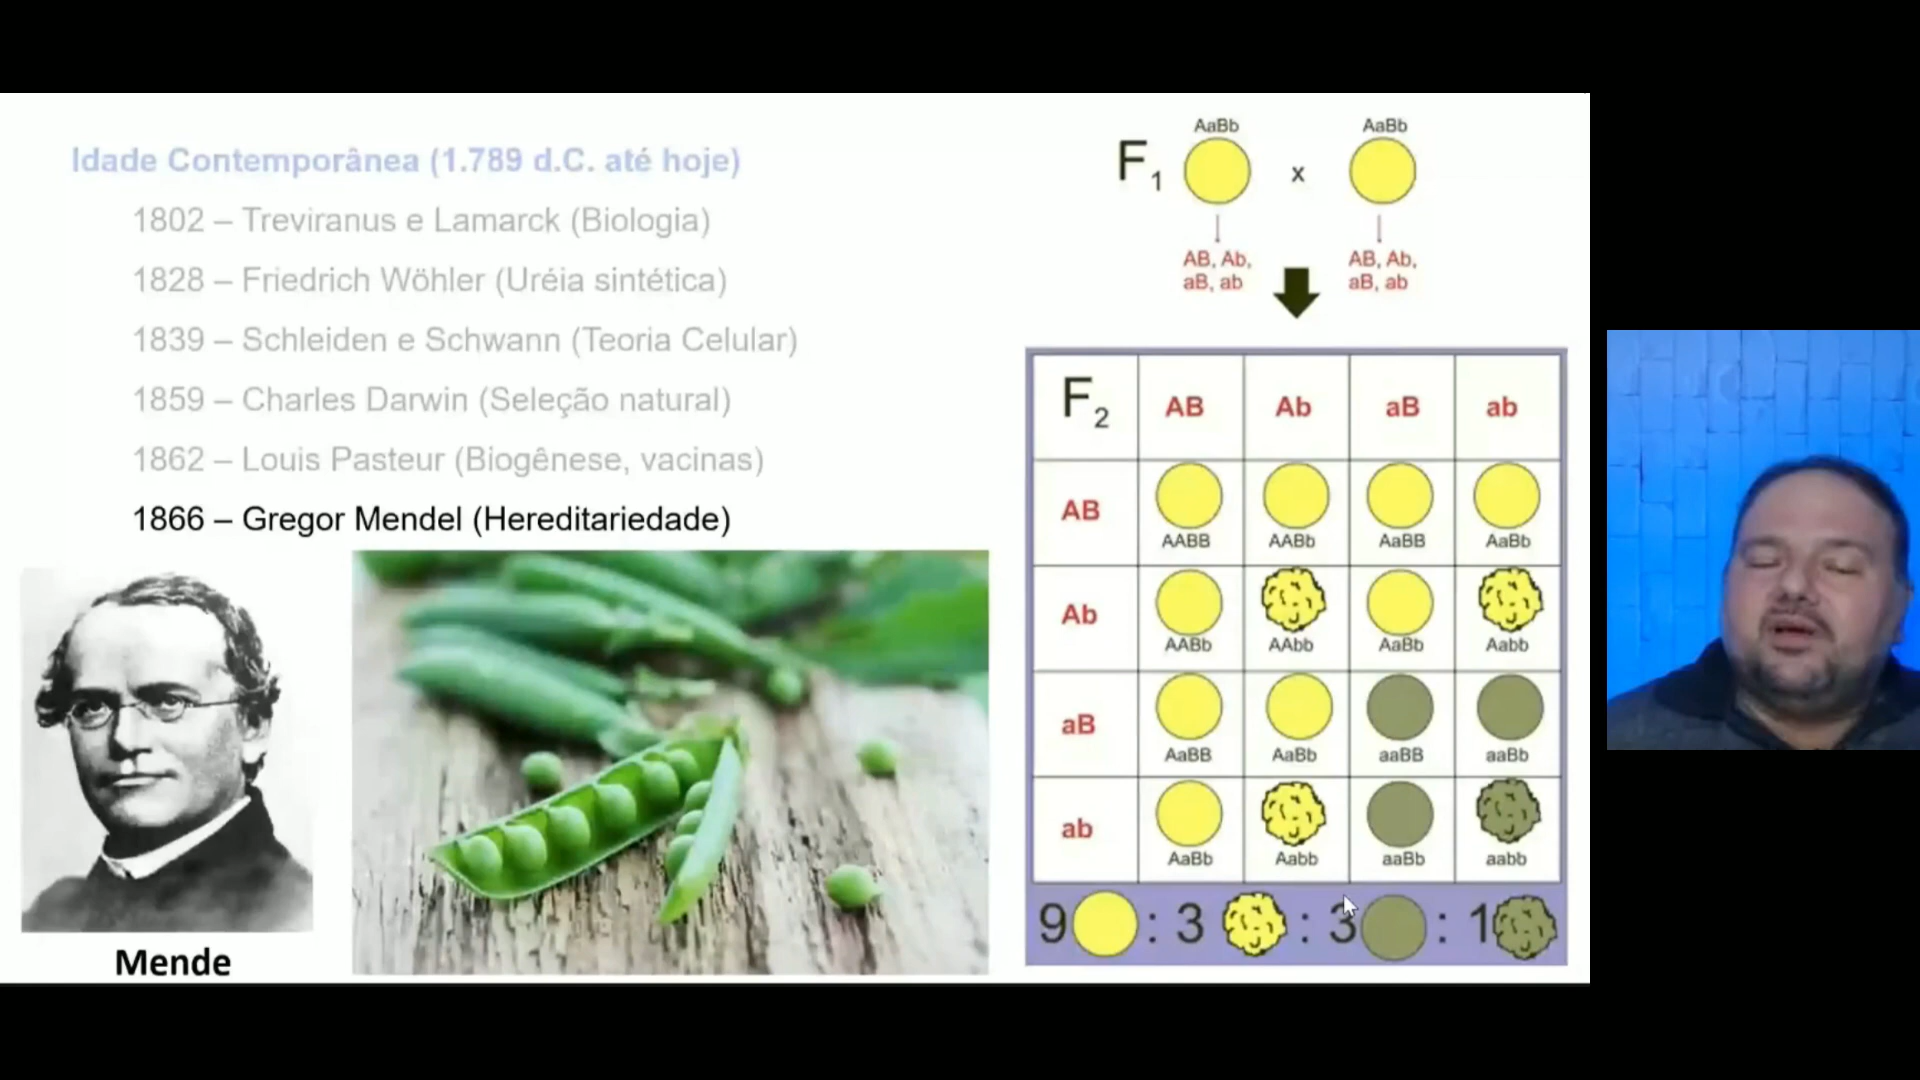 Idade Contemporânea (1.789 d.C. até hoje)
1802 – Treviranus e Lamarck (Biologia)
1828 – Friedrich Wöhler (Uréia sintética)
1839 – Schleiden e Schwann (Teoria Celular)
1859 – Charles Darwin (Seleção natural)
1862 – Louis Pasteur (Biogênese, vacinas)
1866 – Gregor Mendel (Hereditariedade)
Mende
AaBb AaBb
F1 x
AB, Ab, AB, Ab,
aB, ab aB, ab
F2 AB Ab aB ab
AB
AABB AABb AaBB AaBb
Ab
AABb AAbb AaBb Aabb
aB
AaBB AaBb aaBB aaBb
ab
AaBb Aabb aaBb aabb
9 : 3 : 3 : 1